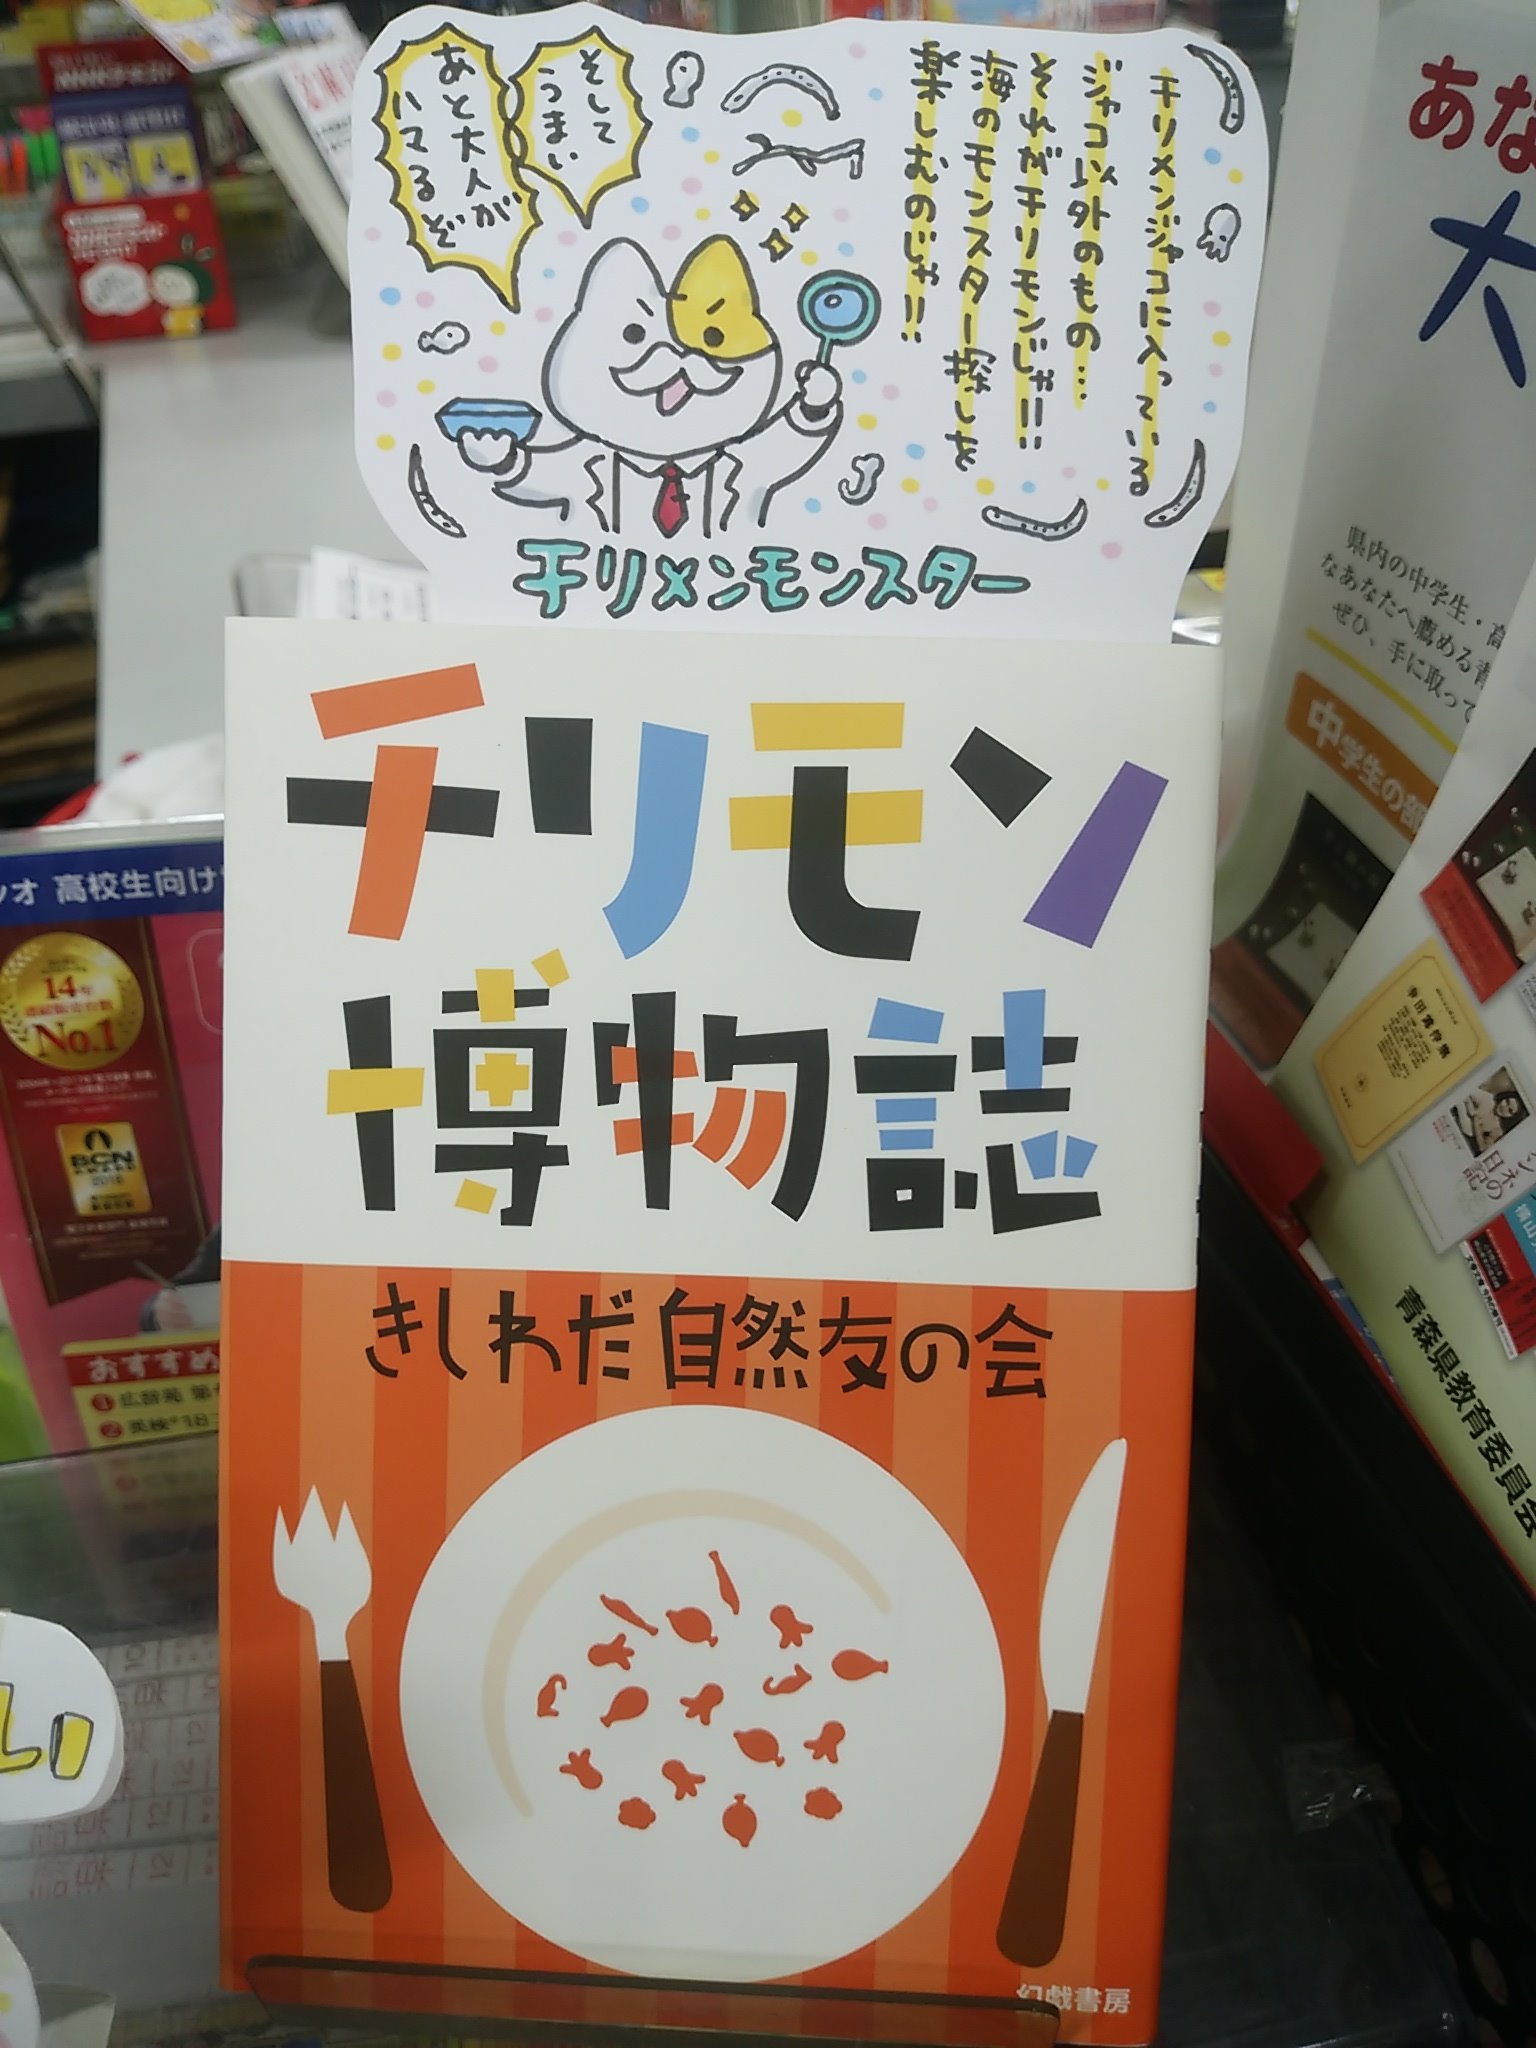 チリメンジャコに入っている
ジャコ以外のもの…
それがチリモンじゃ!!
海のモンスター探しを
楽しむのじゃ!!
そして
うまい
あと大人が
ハマるぞ
チリメンモンスター
チリモン
博物誌
きしわだ自然友の会
幻戯書房
高校生向け
14年
No.1
BCN
おすすめ
あな
大
県内の中学生・高
なあなたへ薦める青
ぜひ、手に取って
中学生の部
青森県教育委員会